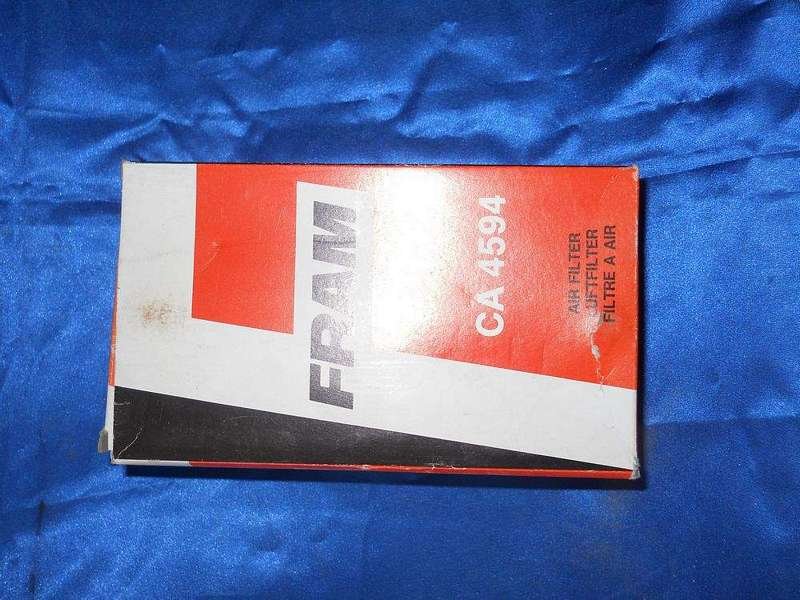 FRAM
CA 4594
AIR FILTER
LUFTFILTER
FILTRE A AIR